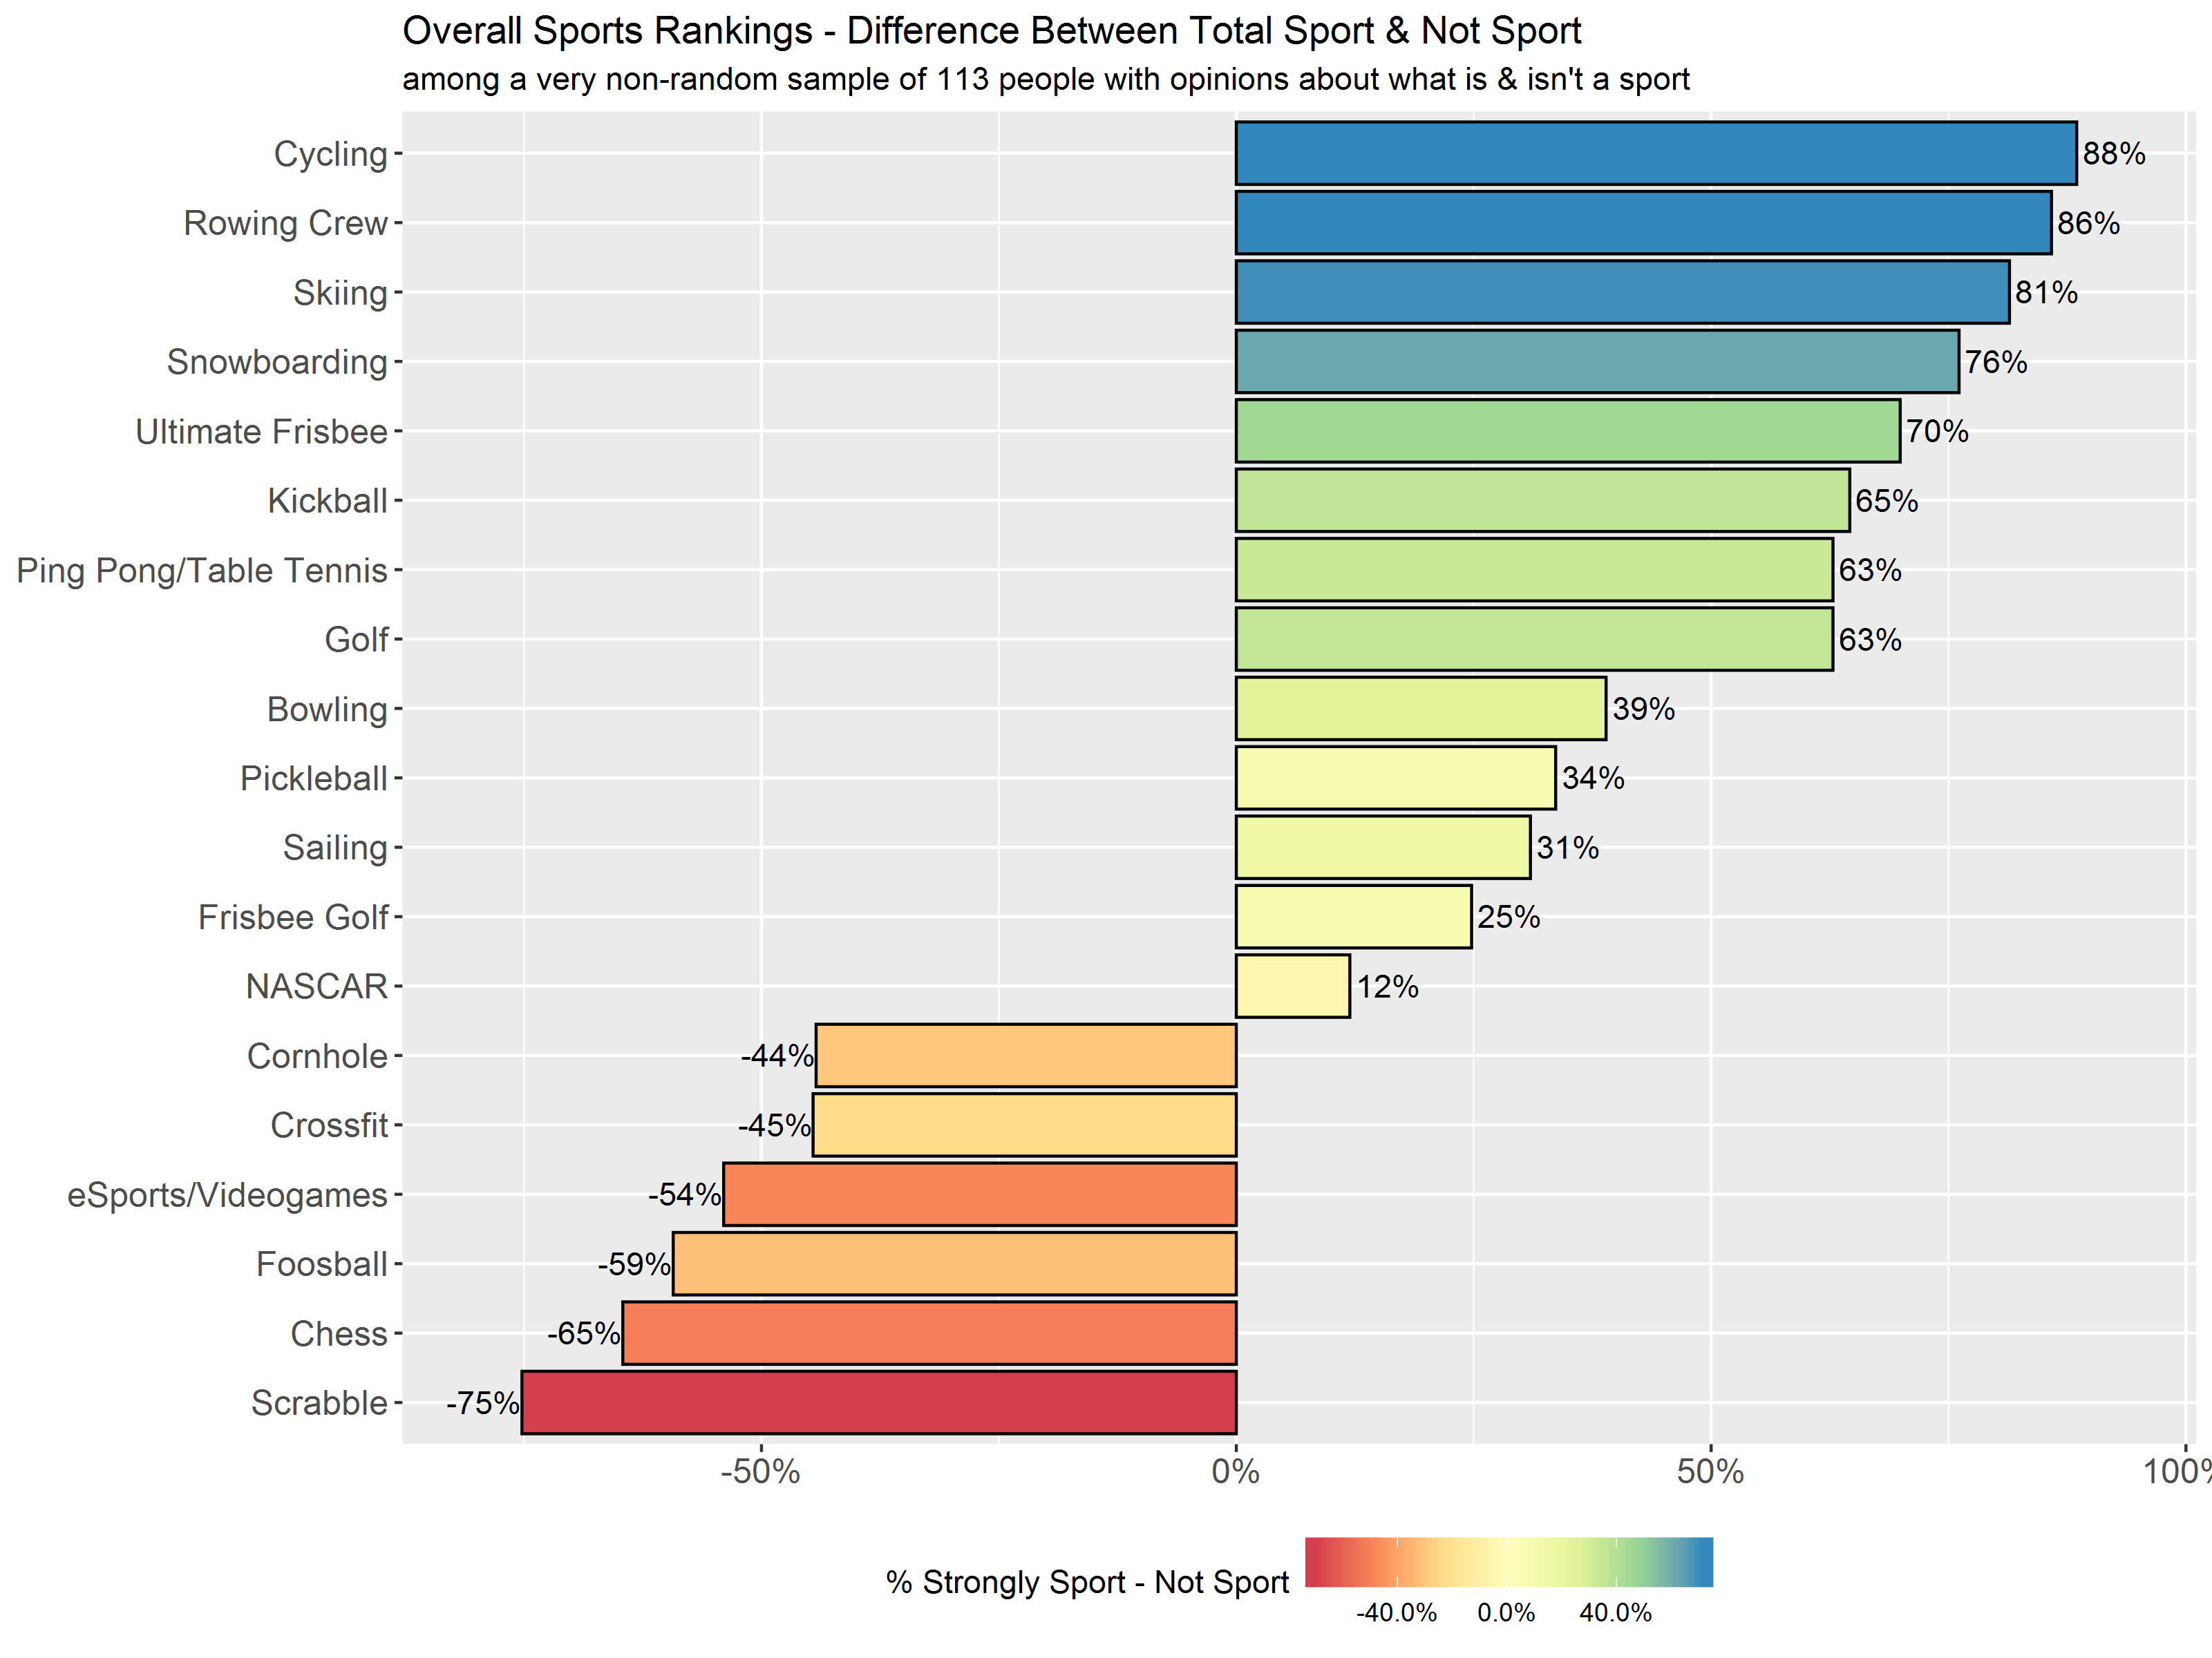 Overall Sports Rankings - Difference Between Total Sport & Not Sport
among a very non-random sample of 113 people with opinions about what is & isn't a sport
Cycling 88%
Rowing Crew 86%
Skiing 81%
Snowboarding 76%
Ultimate Frisbee 70%
Kickball 65%
Ping Pong/Table Tennis 63%
Golf 63%
Bowling 39%
Pickleball 34%
Sailing 31%
Frisbee Golf 25%
NASCAR 12%
Cornhole -44%
Crossfit -45%
eSports/Videogames -54%
Foosball -59%
Chess -65%
Scrabble -75%
-50% 0% 50% 100%
% Strongly Sport - Not Sport
-40.0% 0.0% 40.0%